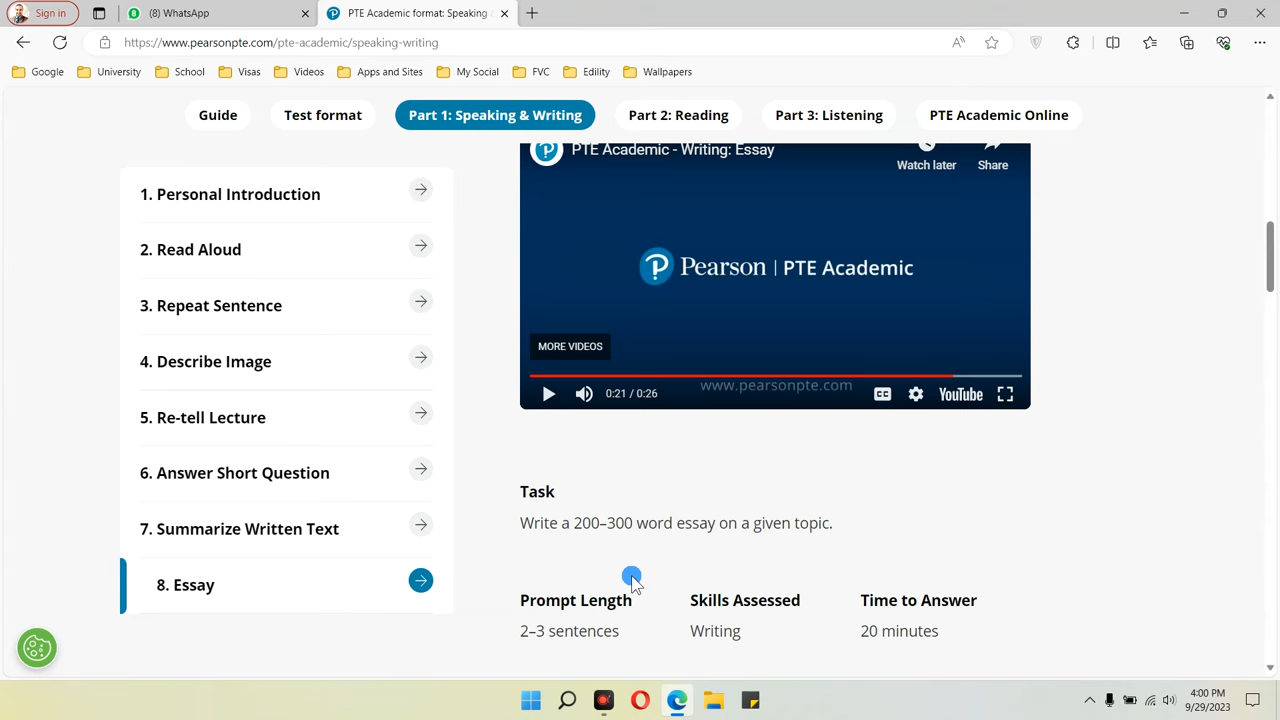 Sign in
(8) WhatsApp
PTE Academic format: Speaking
https://www.pearsonpte.com/pte-academic/speaking-writing
Google
University
School
Visas
Videos
Apps and Sites
My Social
FVC
Edility
Wallpapers
Guide
Test format
Part 1: Speaking & Writing
Part 2: Reading
Part 3: Listening
PTE Academic Online
1. Personal Introduction
2. Read Aloud
3. Repeat Sentence
4. Describe Image
5. Re-tell Lecture
6. Answer Short Question
7. Summarize Written Text
8. Essay
PTE Academic - Writing: Essay
Watch later
Share
Pearson | PTE Academic
MORE VIDEOS
www.pearsonpte.com
0:21 / 0:26
CC
YouTube
Task
Write a 200–300 word essay on a given topic.
Prompt Length
Skills Assessed
Time to Answer
2–3 sentences
Writing
20 minutes
4:00 PM
9/29/2023